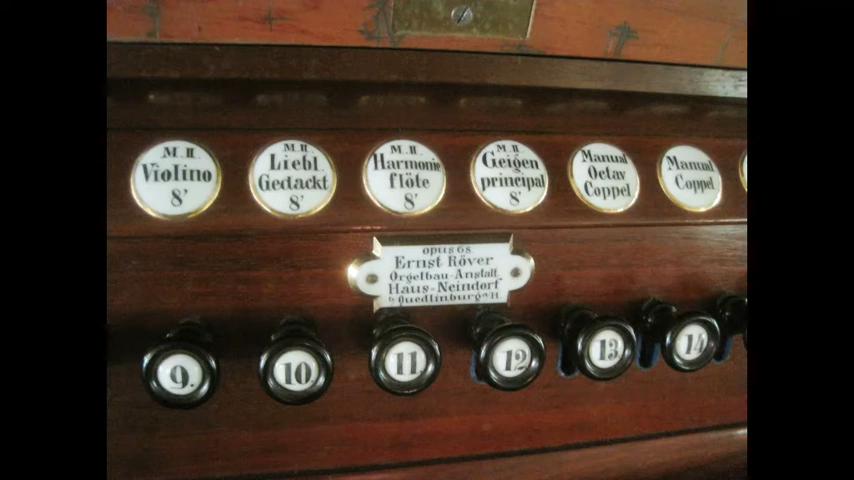 M. II.
Violino
8'
M. II.
Liebl.
Gedackt
8'
M. II.
Harmonie
flöte
8'
M. II.
Geigen
principal
8'
Manual
Octav
Coppel
Manual
Coppel
opus 68
Ernst Röver
Orgelbau-Anstalt
Haus-Neindorf
b. Quedlinburg a/H.
9.
10.
11.
12
13
14